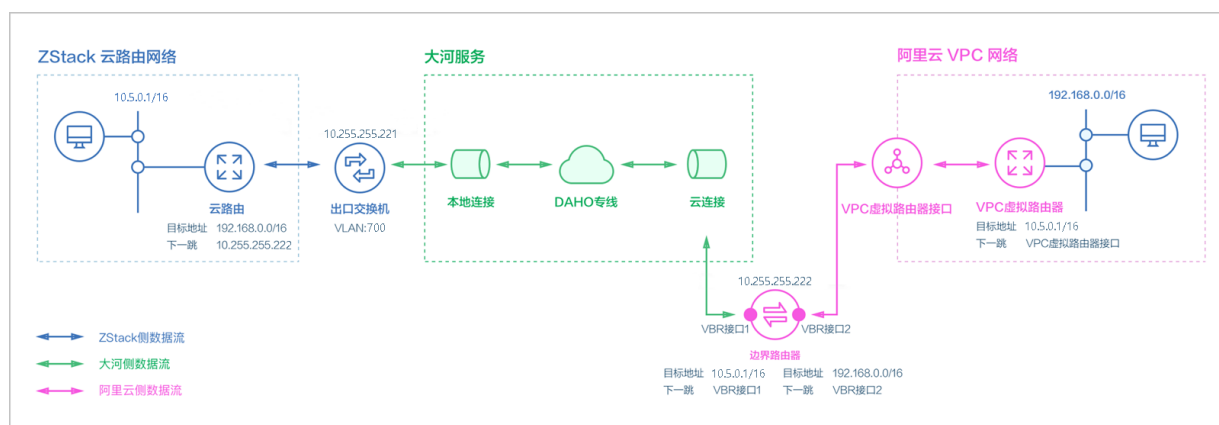 ZStack 云路由网络
大河服务
阿里云 VPC 网络
10.5.0.1/16
192.168.0.0/16
10.255.255.221
云路由
出口交换机
VLAN:700
本地连接
DAHO专线
云连接
VPC虚拟路由器接口
VPC虚拟路由器
目标地址 192.168.0.0/16
下一跳 10.255.255.222
目标地址 10.5.0.1/16
下一跳 VPC虚拟路由器接口
10.255.255.222
VBR接口1
VBR接口2
边界路由器
目标地址 10.5.0.1/16 目标地址 192.168.0.0/16
下一跳 VBR接口1 下一跳 VBR接口2
ZStack侧数据流
大河侧数据流
阿里云侧数据流